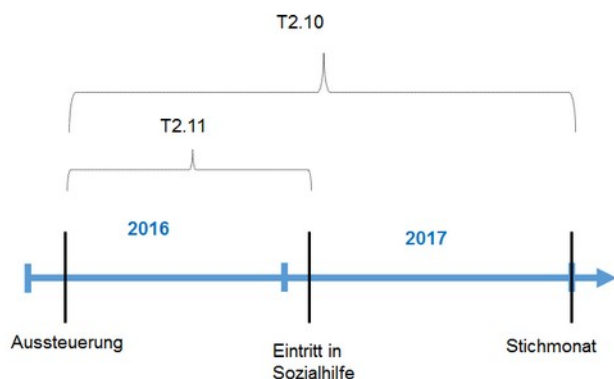 T2.10
T2.11
2016
2017
Aussteuerung
Eintritt in
Sozialhilfe
Stichmonat